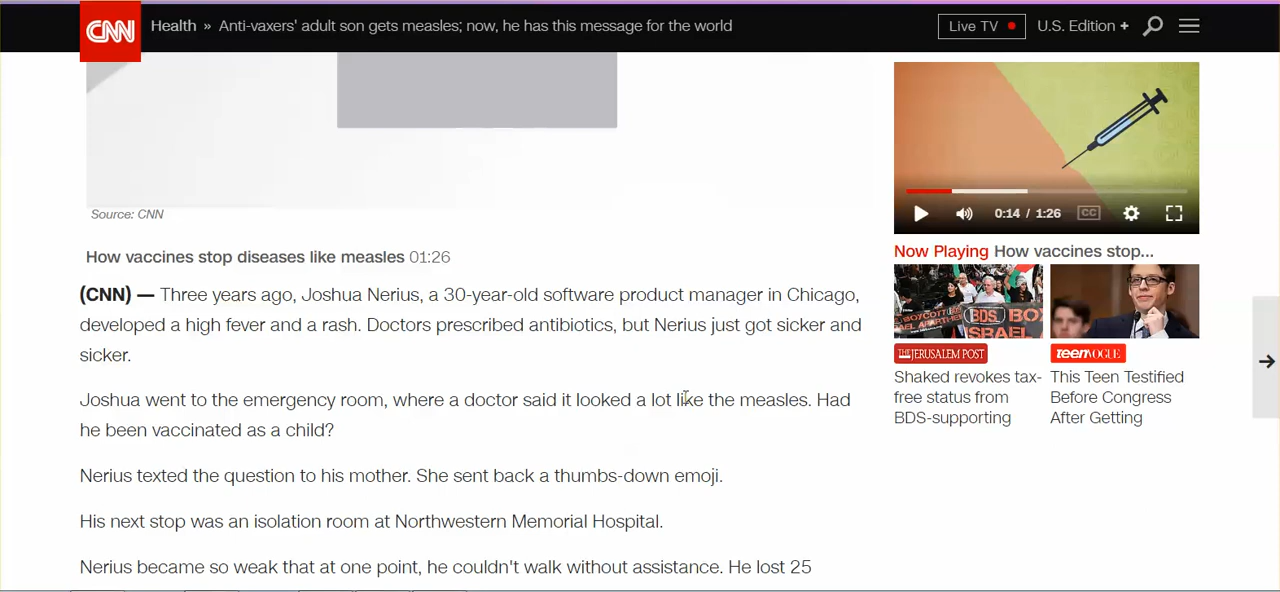 CNN Health » Anti-vaxers' adult son gets measles; now, he has this message for the world Live TV U.S. Edition +
Source: CNN
How vaccines stop diseases like measles 01:26
(CNN) — Three years ago, Joshua Nerius, a 30-year-old software product manager in Chicago,
developed a high fever and a rash. Doctors prescribed antibiotics, but Nerius just got sicker and
sicker.
Joshua went to the emergency room, where a doctor said it looked a lot like the measles. Had
he been vaccinated as a child?
Nerius texted the question to his mother. She sent back a thumbs-down emoji.
His next stop was an isolation room at Northwestern Memorial Hospital.
Nerius became so weak that at one point, he couldn't walk without assistance. He lost 25
0:14 / 1:26 CC
Now Playing How vaccines stop...
BOYCOTT
BDS BO
ISRAEL
THE JERUSALEM POST
Shaked revokes tax-
free status from
BDS-supporting
teenVOGUE
This Teen Testified
Before Congress
After Getting